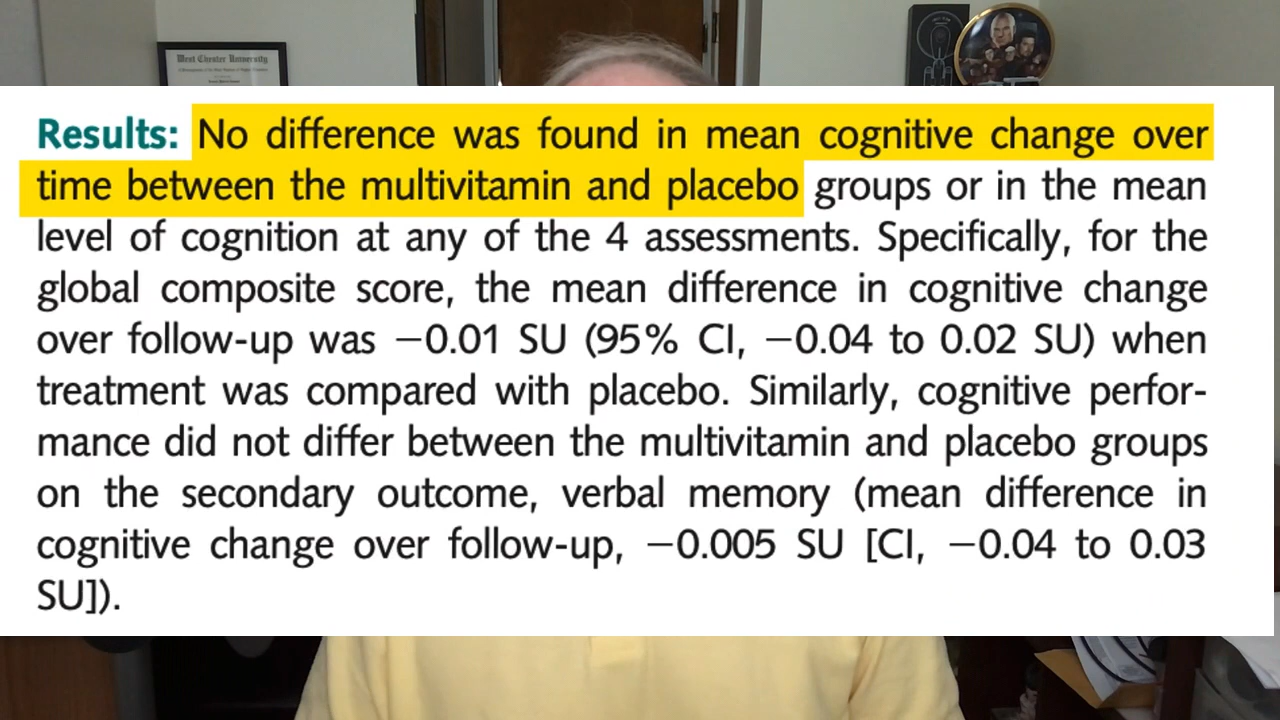 West Chester University
Results: No difference was found in mean cognitive change over
time between the multivitamin and placebo groups or in the mean
level of cognition at any of the 4 assessments. Specifically, for the
global composite score, the mean difference in cognitive change
over follow-up was −0.01 SU (95% CI, −0.04 to 0.02 SU) when
treatment was compared with placebo. Similarly, cognitive perfor-
mance did not differ between the multivitamin and placebo groups
on the secondary outcome, verbal memory (mean difference in
cognitive change over follow-up, −0.005 SU [CI, −0.04 to 0.03
SU]).